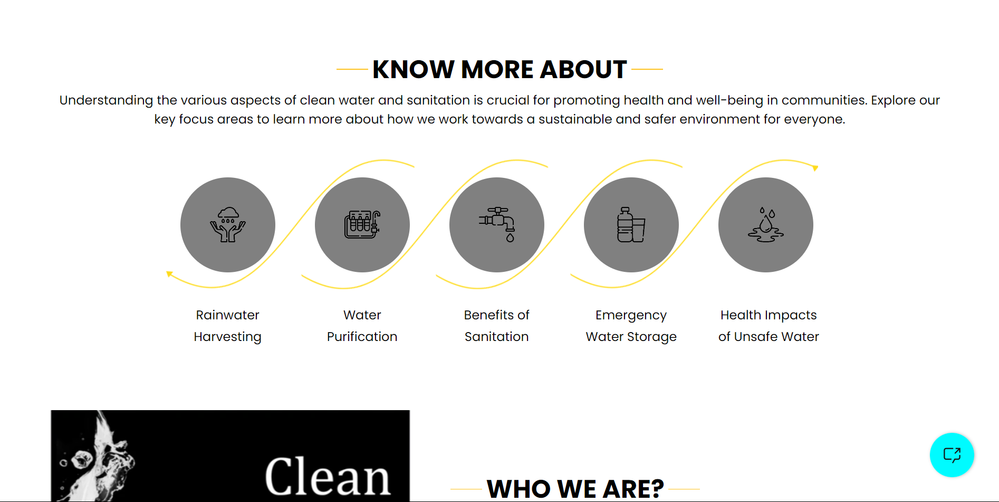 KNOW MORE ABOUT
Understanding the various aspects of clean water and sanitation is crucial for promoting health and well-being in communities. Explore our
key focus areas to learn more about how we work towards a sustainable and safer environment for everyone.
Rainwater
Harvesting
Water
Purification
Benefits of
Sanitation
Emergency
Water Storage
Health Impacts
of Unsafe Water
Clean
WHO WE ARE?